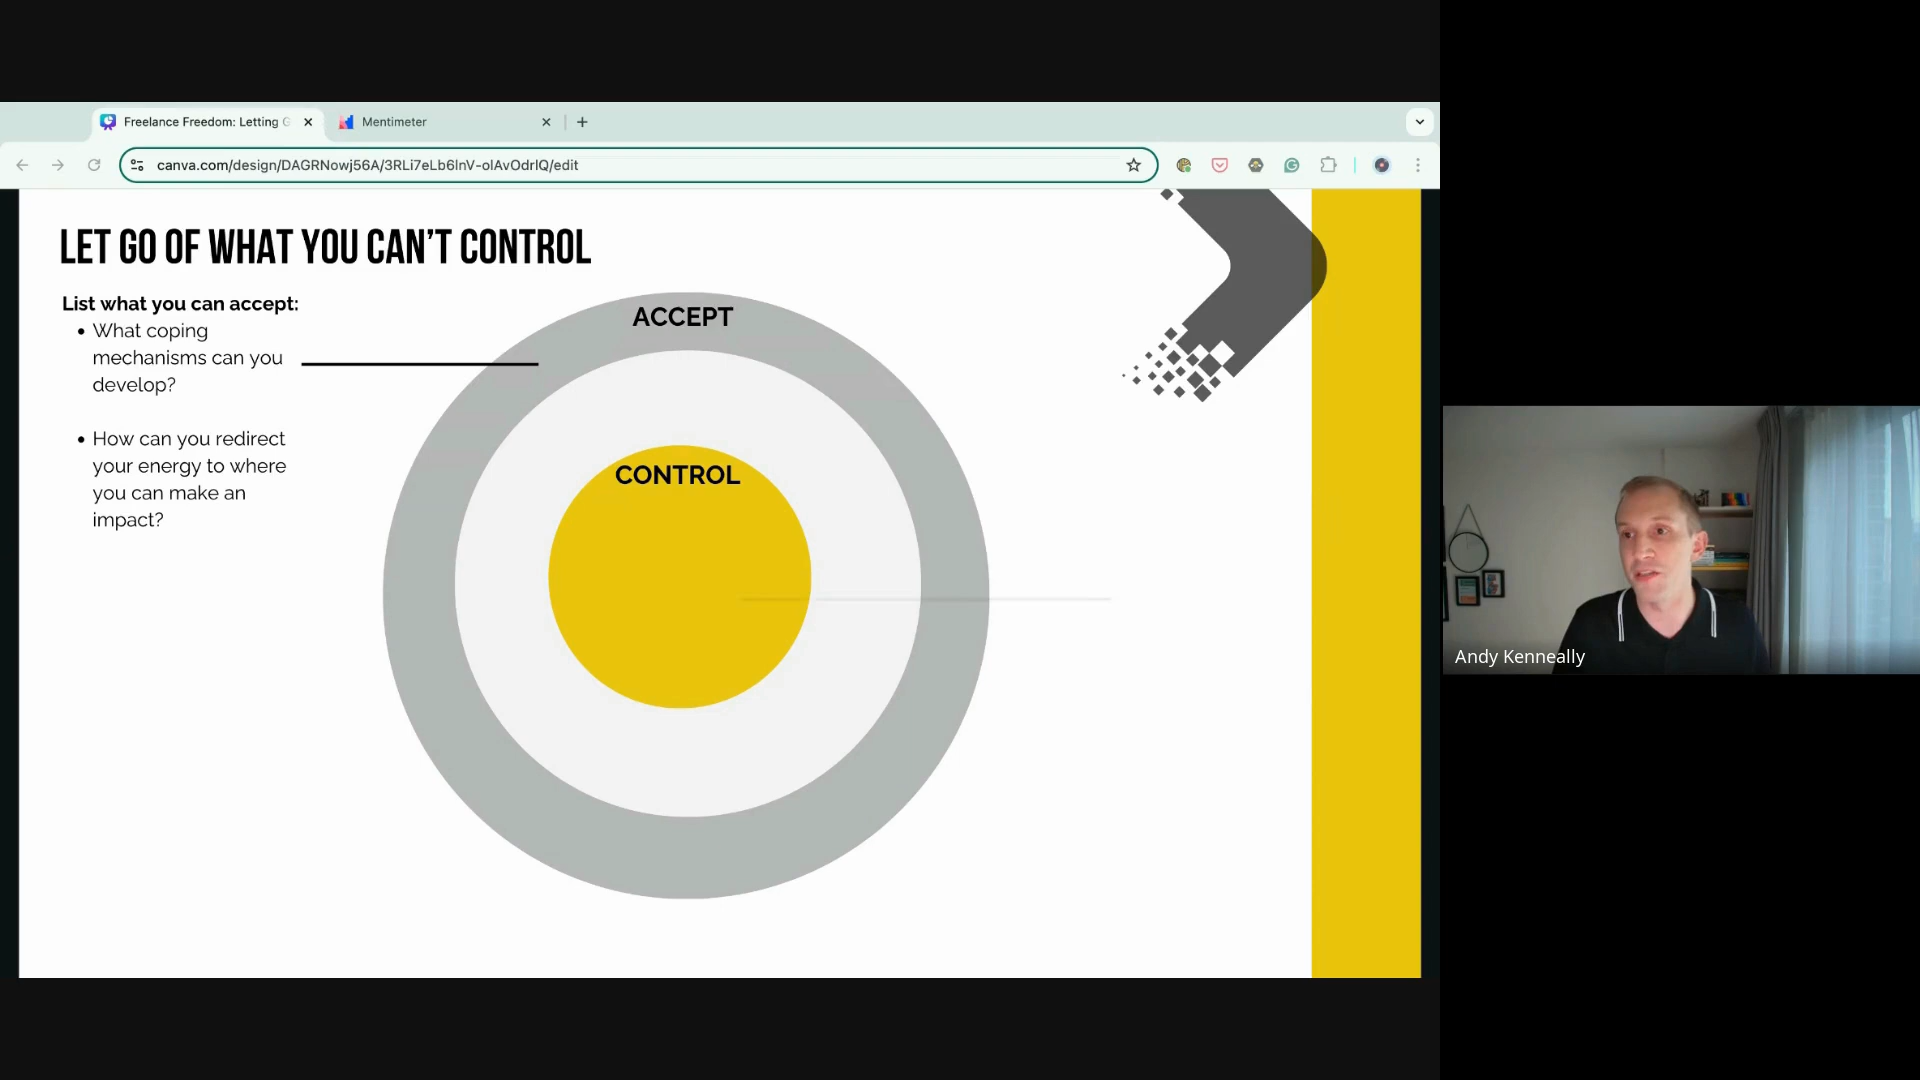 Freelance Freedom: Letting G
Mentimeter
canva.com/design/DAGRNowj56A/3RLi7eLb6lnV-olAvOdrlQ/edit
LET GO OF WHAT YOU CAN'T CONTROL
List what you can accept:
• What coping
mechanisms can you
develop?
• How can you redirect
your energy to where
you can make an
impact?
ACCEPT
CONTROL
Andy Kenneally